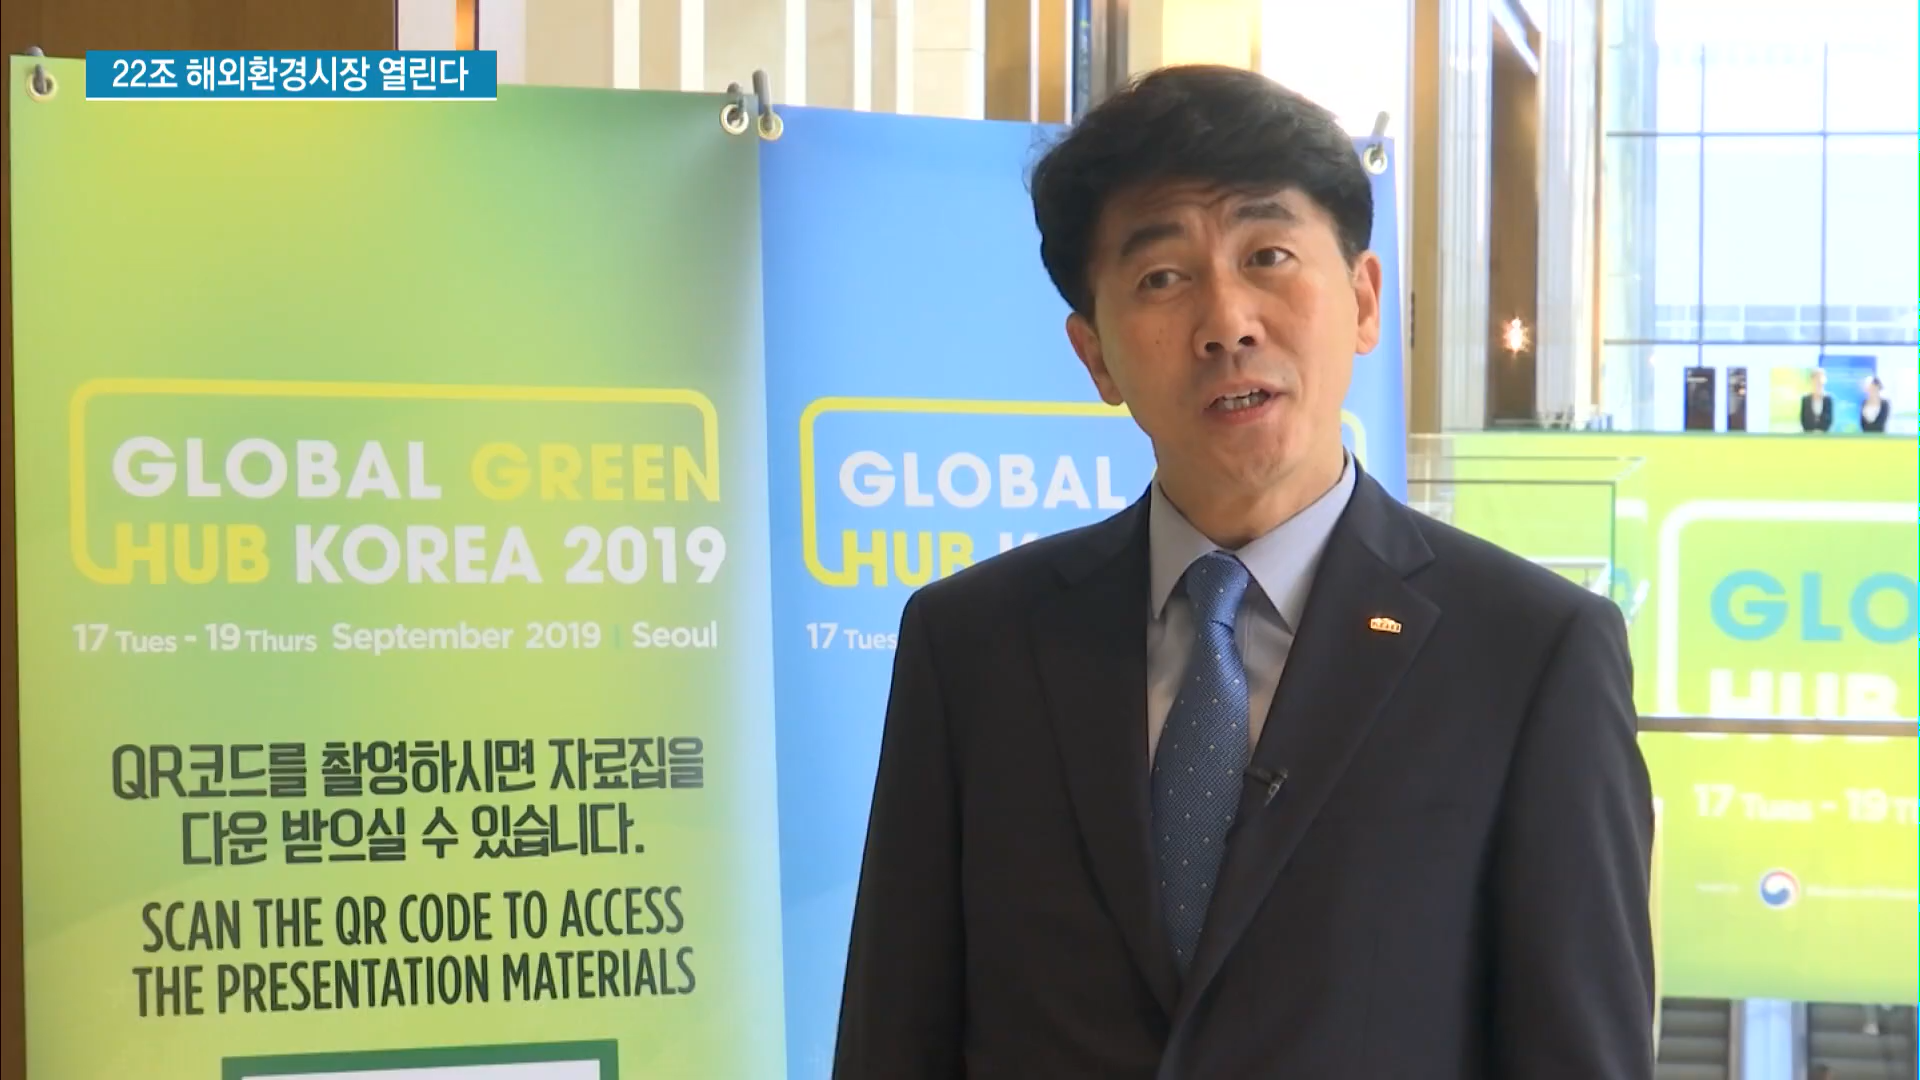 22조 해외환경시장 열린다
GLOBAL GREEN
HUB KOREA 2019
17 Tues - 19 Thurs September 2019 | Seoul
QR코드를 촬영하시면 자료집을
다운 받으실 수 있습니다.
SCAN THE QR CODE TO ACCESS
THE PRESENTATION MATERIALS
GLOBAL
HUB K
17 Tues
GLO
HUB
17 Tues - 19 T